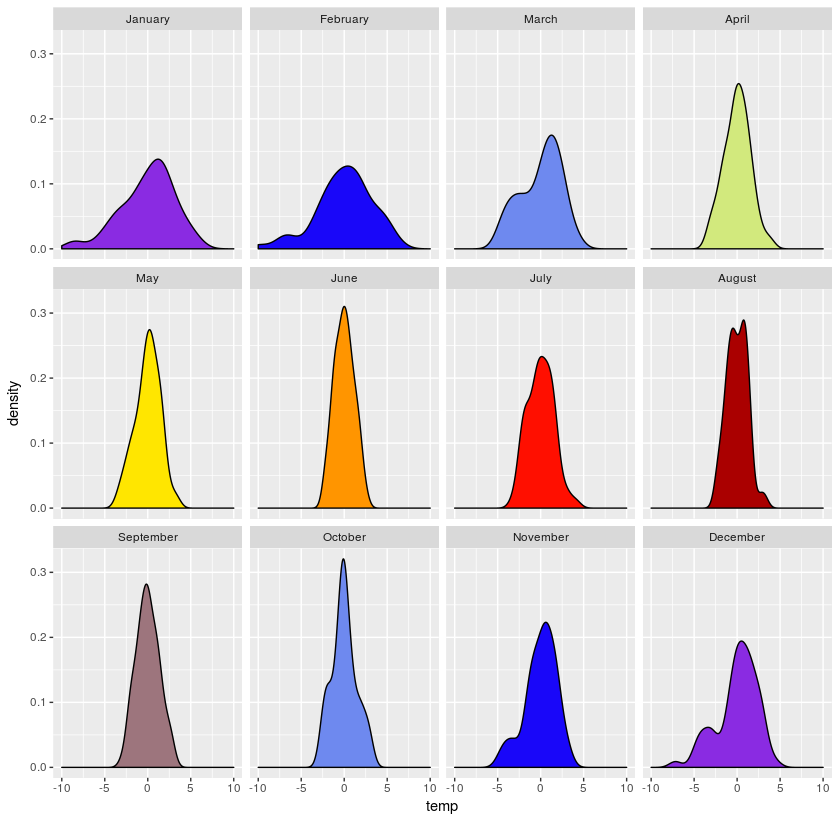 January February March April
0.3
0.2
0.1
0.0
May June July August
0.3
0.2
0.1
0.0
density
September October November December
0.3
0.2
0.1
0.0
-10 -5 0 5 10 -10 -5 0 5 10 -10 -5 0 5 10 -10 -5 0 5 10
temp